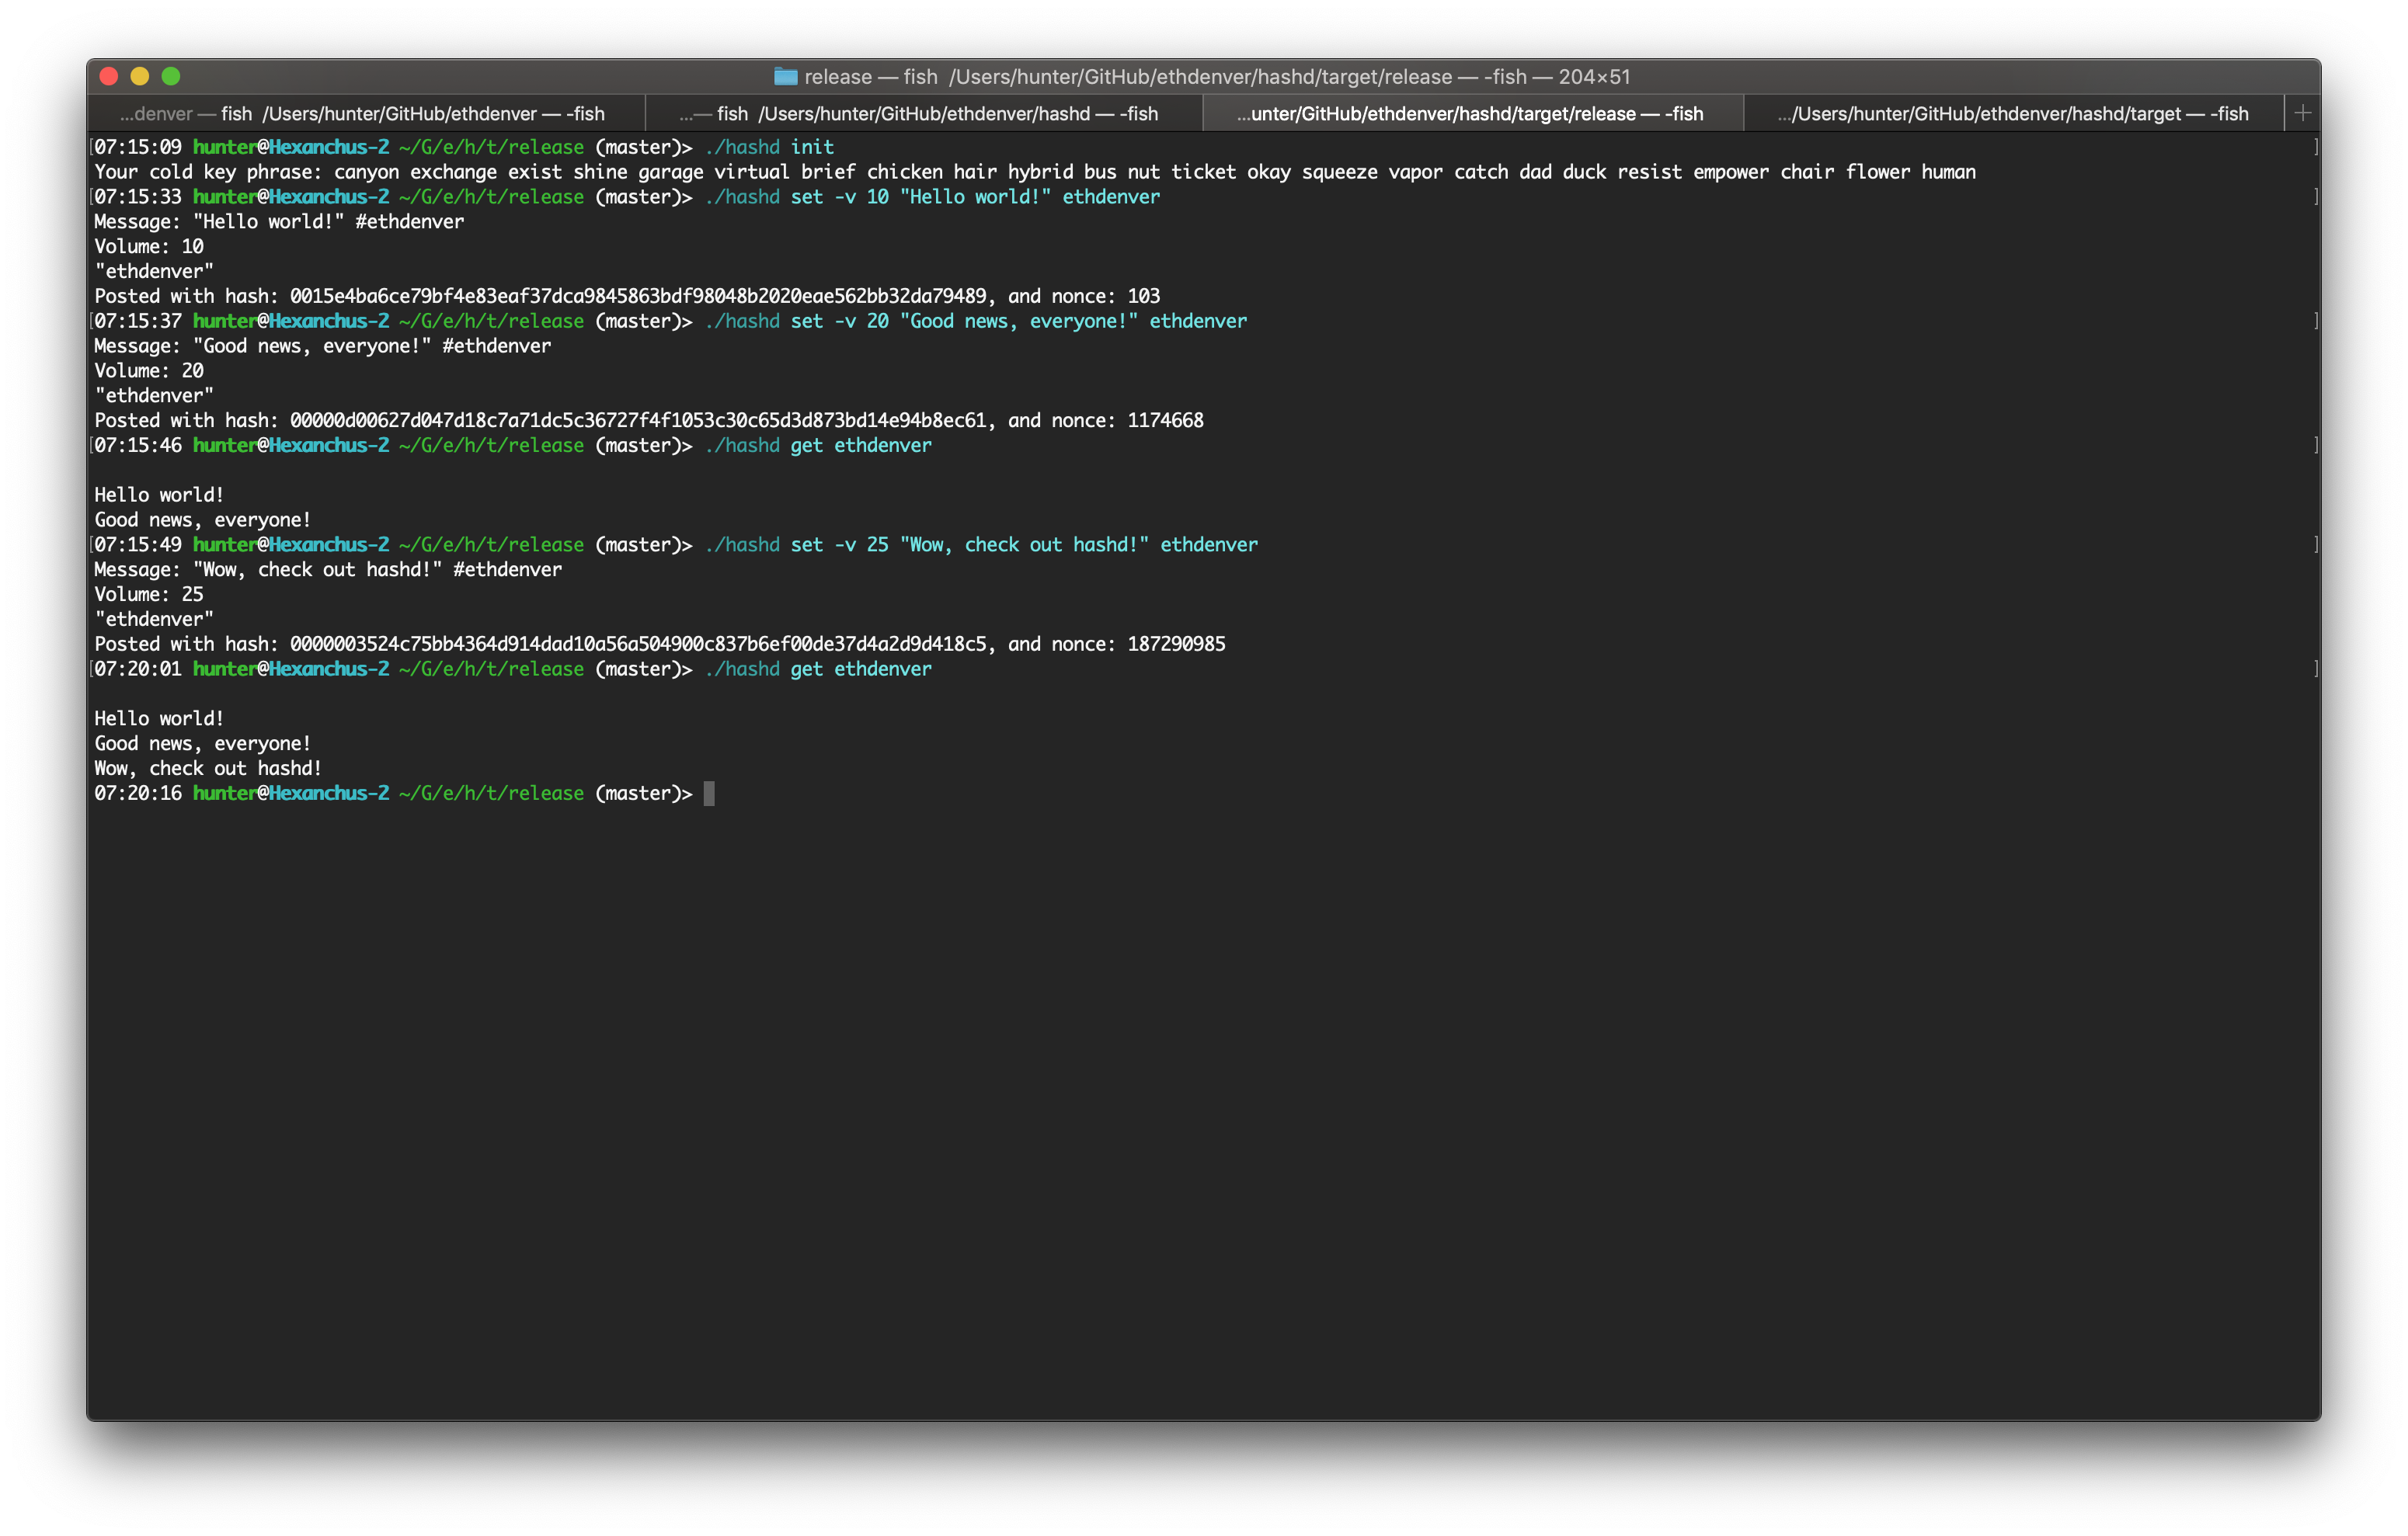 release — fish  /Users/hunter/GitHub/ethdenver/hashd/target/release — -fish — 204×51
...denver — fish  /Users/hunter/GitHub/ethdenver — -fish
...— fish  /Users/hunter/GitHub/ethdenver/hashd — -fish
...unter/GitHub/ethdenver/hashd/target/release — -fish
.../Users/hunter/GitHub/ethdenver/hashd/target — -fish
+
[07:15:09 hunter@Hexanchus-2 ~/G/e/h/t/release (master)> ./hashd init ]
Your cold key phrase: canyon exchange exist shine garage virtual brief chicken hair hybrid bus nut ticket okay squeeze vapor catch dad duck resist empower chair flower human
[07:15:33 hunter@Hexanchus-2 ~/G/e/h/t/release (master)> ./hashd set -v 10 "Hello world!" ethdenver ]
Message: "Hello world!" #ethdenver
Volume: 10
"ethdenver"
Posted with hash: 0015e4ba6ce79bf4e83eaf37dca9845863bdf98048b2020eae562bb32da79489, and nonce: 103
[07:15:37 hunter@Hexanchus-2 ~/G/e/h/t/release (master)> ./hashd set -v 20 "Good news, everyone!" ethdenver ]
Message: "Good news, everyone!" #ethdenver
Volume: 20
"ethdenver"
Posted with hash: 00000d00627d047d18c7a71dc5c36727f4f1053c30c65d3d873bd14e94b8ec61, and nonce: 1174668
[07:15:46 hunter@Hexanchus-2 ~/G/e/h/t/release (master)> ./hashd get ethdenver ]
Hello world!
Good news, everyone!
[07:15:49 hunter@Hexanchus-2 ~/G/e/h/t/release (master)> ./hashd set -v 25 "Wow, check out hashd!" ethdenver ]
Message: "Wow, check out hashd!" #ethdenver
Volume: 25
"ethdenver"
Posted with hash: 0000003524c75bb4364d914dad10a56a504900c837b6ef00de37d4a2d9d418c5, and nonce: 187290985
[07:20:01 hunter@Hexanchus-2 ~/G/e/h/t/release (master)> ./hashd get ethdenver ]
Hello world!
Good news, everyone!
Wow, check out hashd!
07:20:16 hunter@Hexanchus-2 ~/G/e/h/t/release (master)>